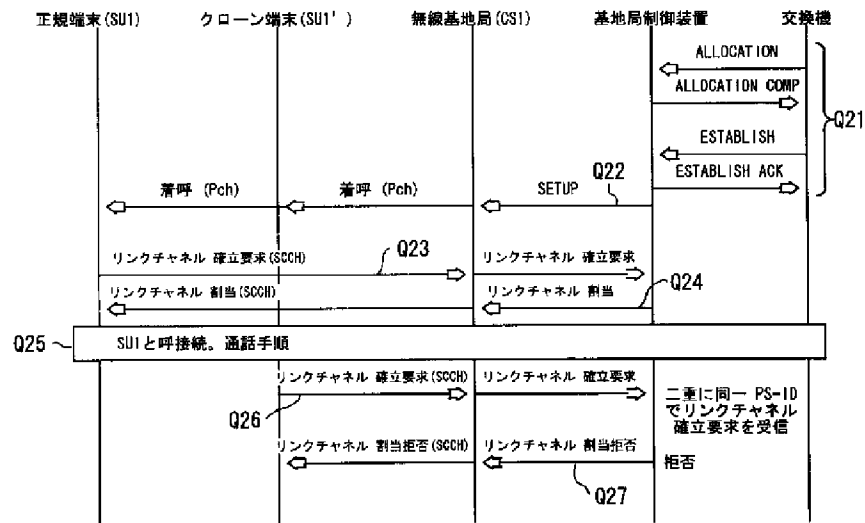 正規端末(SU1) クローン端末(SU1') 無線基地局(CS1) 基地局制御装置 交換機
ALLOCATION
ALLOCATION COMP
Q21
ESTABLISH
ESTABLISH ACK
着呼 (Pch) 着呼 (Pch) SETUP Q22
リンクチャネル 確立要求(SCCH) Q23 リンクチャネル 確立要求
リンクチャネル 割当(SCCH) リンクチャネル 割当 Q24
Q25 SU1と呼接続。通話手順
リンクチャネル 確立要求(SCCH) リンクチャネル 確立要求
Q26
二重に同一 PS-ID
でリンクチャネル
確立要求を受信
リンクチャネル 割当拒否(SCCH) リンクチャネル 割当拒否 拒否
Q27